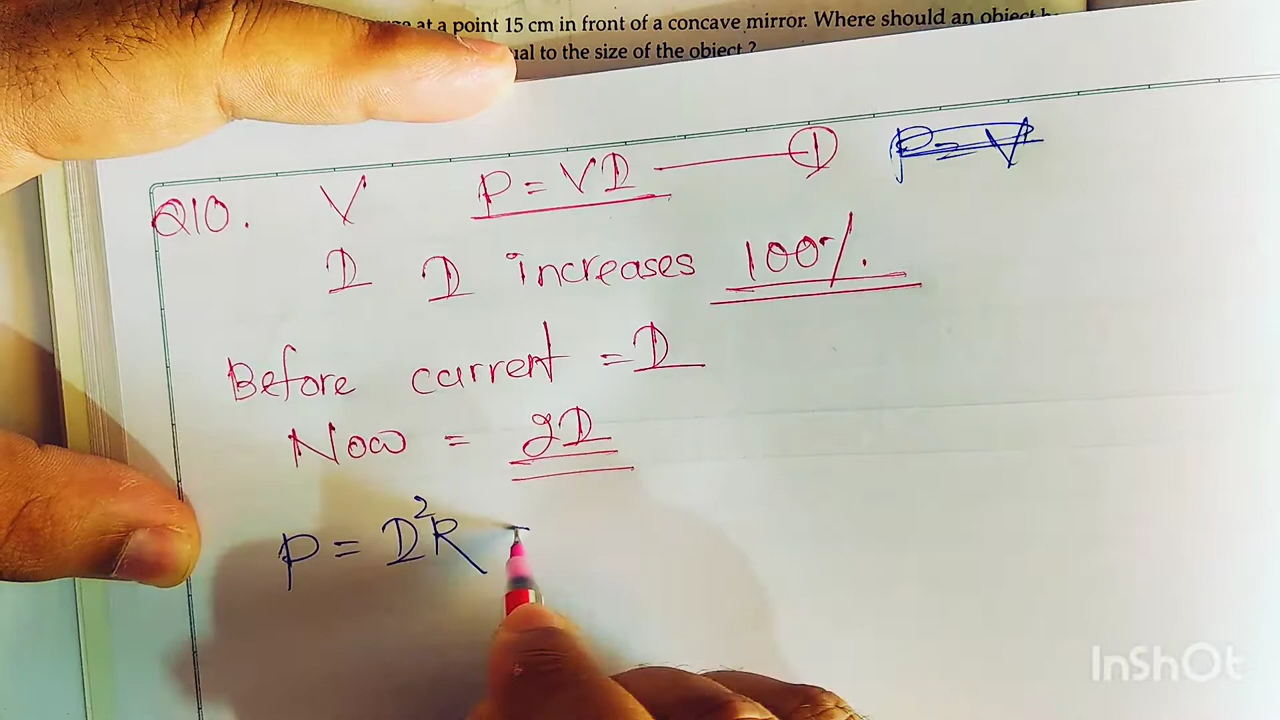 at a point 15 cm in front of a concave mirror. Where should an object
to the size of the object ?
Q10. V P = VI ——— ①
I I increases 100%.
Before current = I
Now = 2I
P = I²R
InShOt